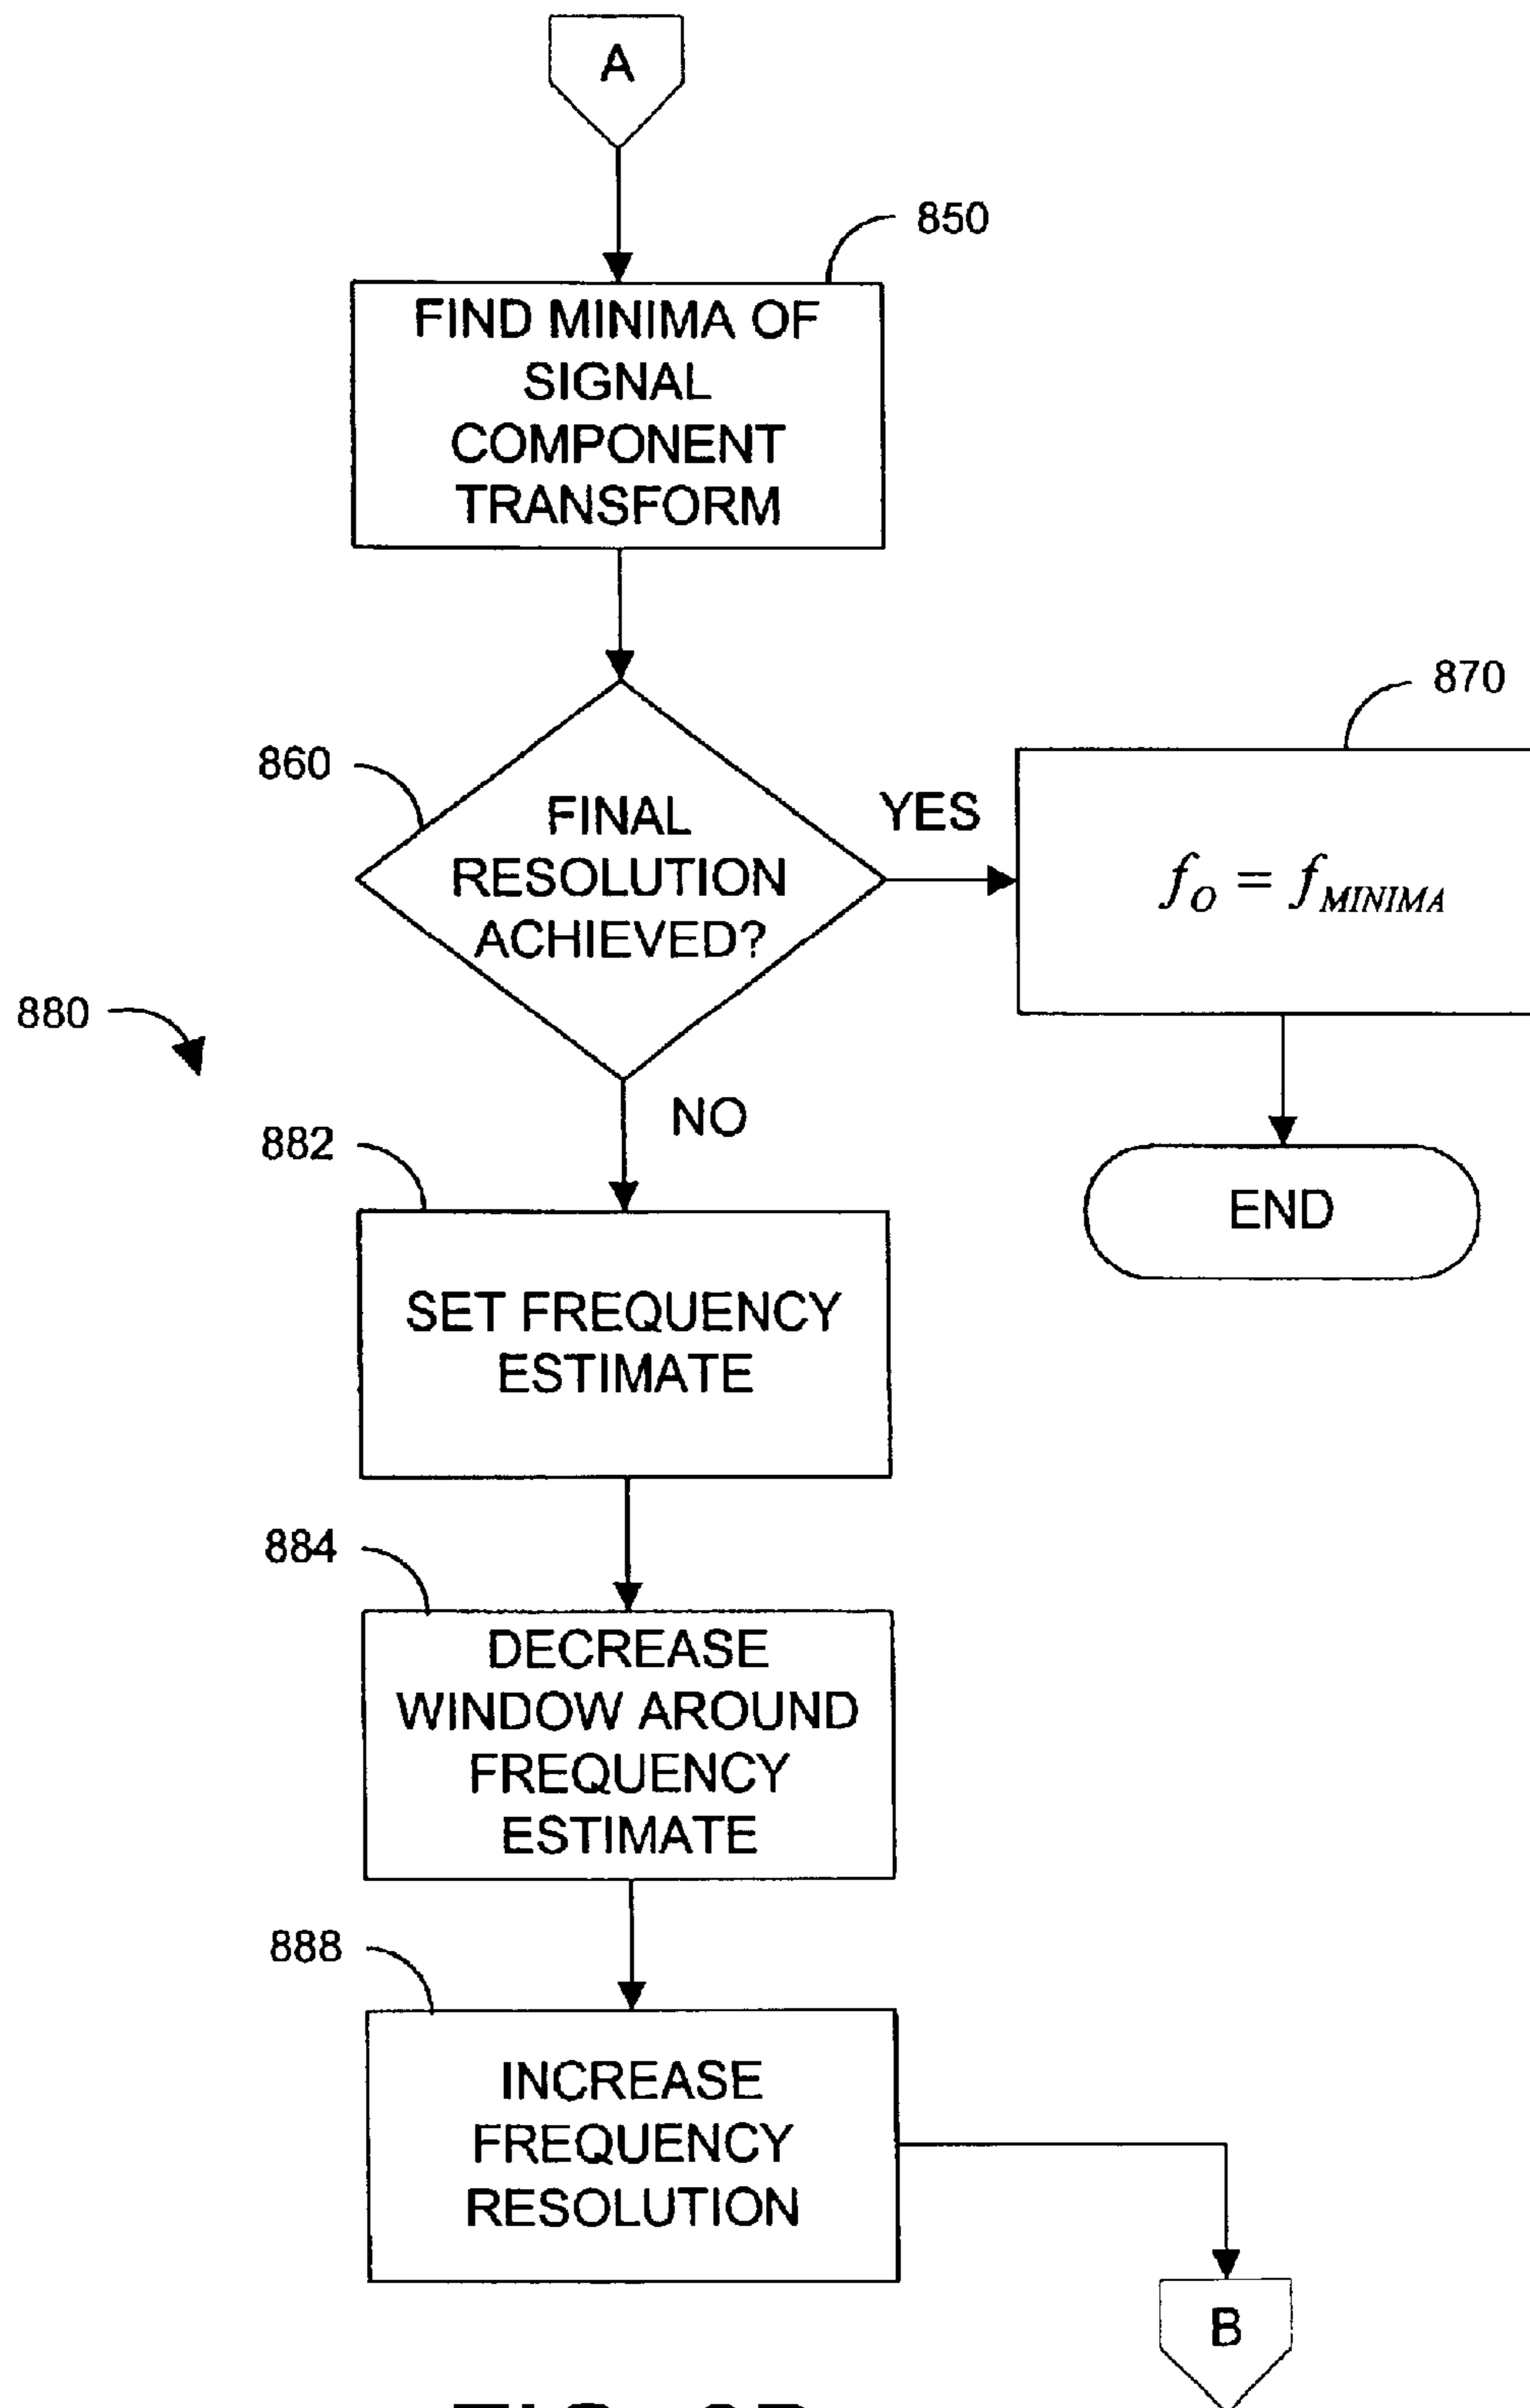 A
850
FIND MINIMA OF
SIGNAL
COMPONENT
TRANSFORM
870
860
FINAL
RESOLUTION
ACHIEVED?
YES
f_O = f_MINIMA
880
NO
882
END
SET FREQUENCY
ESTIMATE
884
DECREASE
WINDOW AROUND
FREQUENCY
ESTIMATE
888
INCREASE
FREQUENCY
RESOLUTION
B